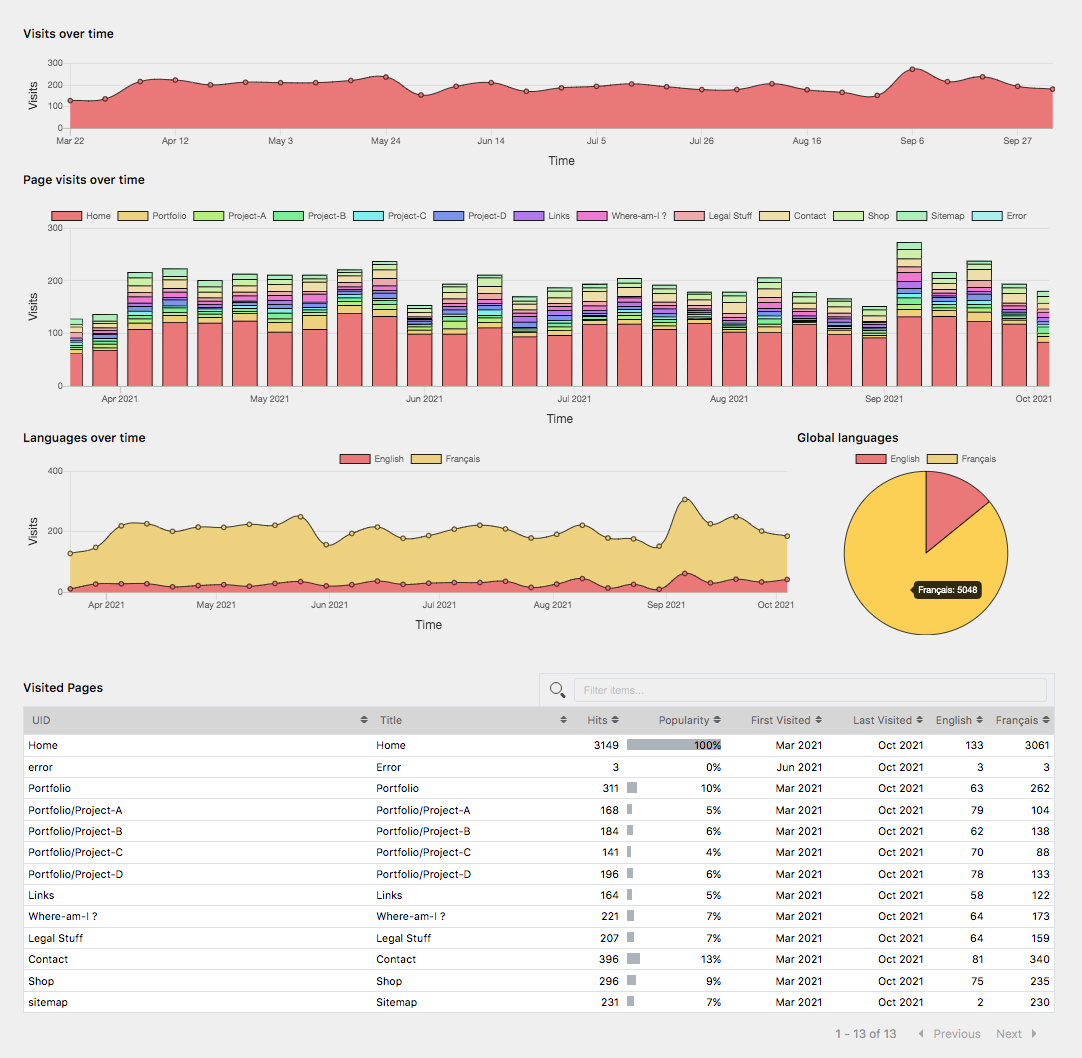 Visits over time
300
200
100
0
Visits
Mar 22 Apr 12 May 3 May 24 Jun 14 Jul 5 Jul 26 Aug 16 Sep 6 Sep 27
Time
Page visits over time
Home Portfolio Project-A Project-B Project-C Project-D Links Where-am-I ? Legal Stuff Contact Shop Sitemap Error
300
200
100
0
Visits
Apr 2021 May 2021 Jun 2021 Jul 2021 Aug 2021 Sep 2021 Oct 2021
Time
Languages over time
English Français
400
200
0
Visits
Apr 2021 May 2021 Jun 2021 Jul 2021 Aug 2021 Sep 2021 Oct 2021
Time
Global languages
English Français
Français: 5048
Visited Pages
Filter items...
UID Title Hits Popularity First Visited Last Visited English Français
Home Home 3149 100% Mar 2021 Oct 2021 133 3061
error Error 3 0% Jun 2021 Oct 2021 3 3
Portfolio Portfolio 311 10% Mar 2021 Oct 2021 63 262
Portfolio/Project-A Portfolio/Project-A 168 5% Mar 2021 Oct 2021 79 104
Portfolio/Project-B Portfolio/Project-B 184 6% Mar 2021 Oct 2021 62 138
Portfolio/Project-C Portfolio/Project-C 141 4% Mar 2021 Oct 2021 70 88
Portfolio/Project-D Portfolio/Project-D 196 6% Mar 2021 Oct 2021 78 133
Links Links 164 5% Mar 2021 Oct 2021 58 122
Where-am-I ? Where-am-I ? 221 7% Mar 2021 Oct 2021 64 173
Legal Stuff Legal Stuff 207 7% Mar 2021 Oct 2021 64 159
Contact Contact 396 13% Mar 2021 Oct 2021 81 340
Shop Shop 296 9% Mar 2021 Oct 2021 75 235
sitemap Sitemap 231 7% Mar 2021 Oct 2021 2 230
1 - 13 of 13 Previous Next